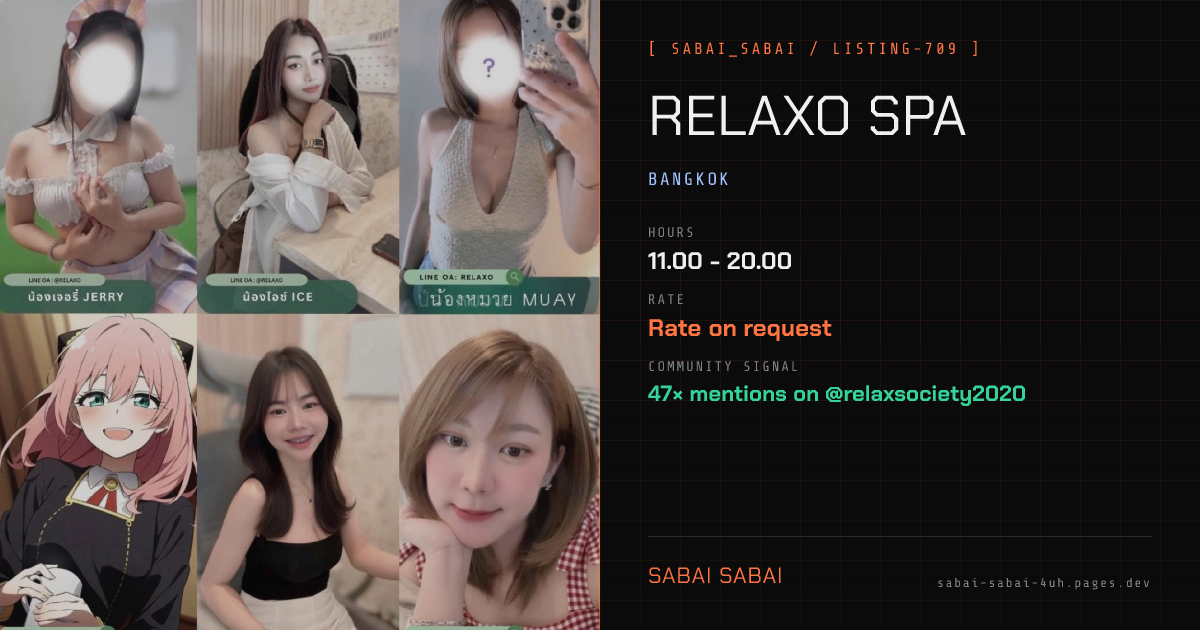 LINE OA : @RELAXO
น้องเจอรี่ JERRY
LINE OA : @RELAXO
น้องไอซ์ ICE
?
LINE OA: RELAXO
น้องหมวย MUAY
[ SABAI_SABAI / LISTING-709 ]
RELAXO SPA
BANGKOK
HOURS
11.00 - 20.00
RATE
Rate on request
COMMUNITY SIGNAL
47× mentions on @relaxsociety2020
SABAI SABAI
sabai-sabai-4uh.pages.dev